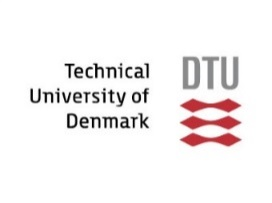 Technical
University of
Denmark
DTU